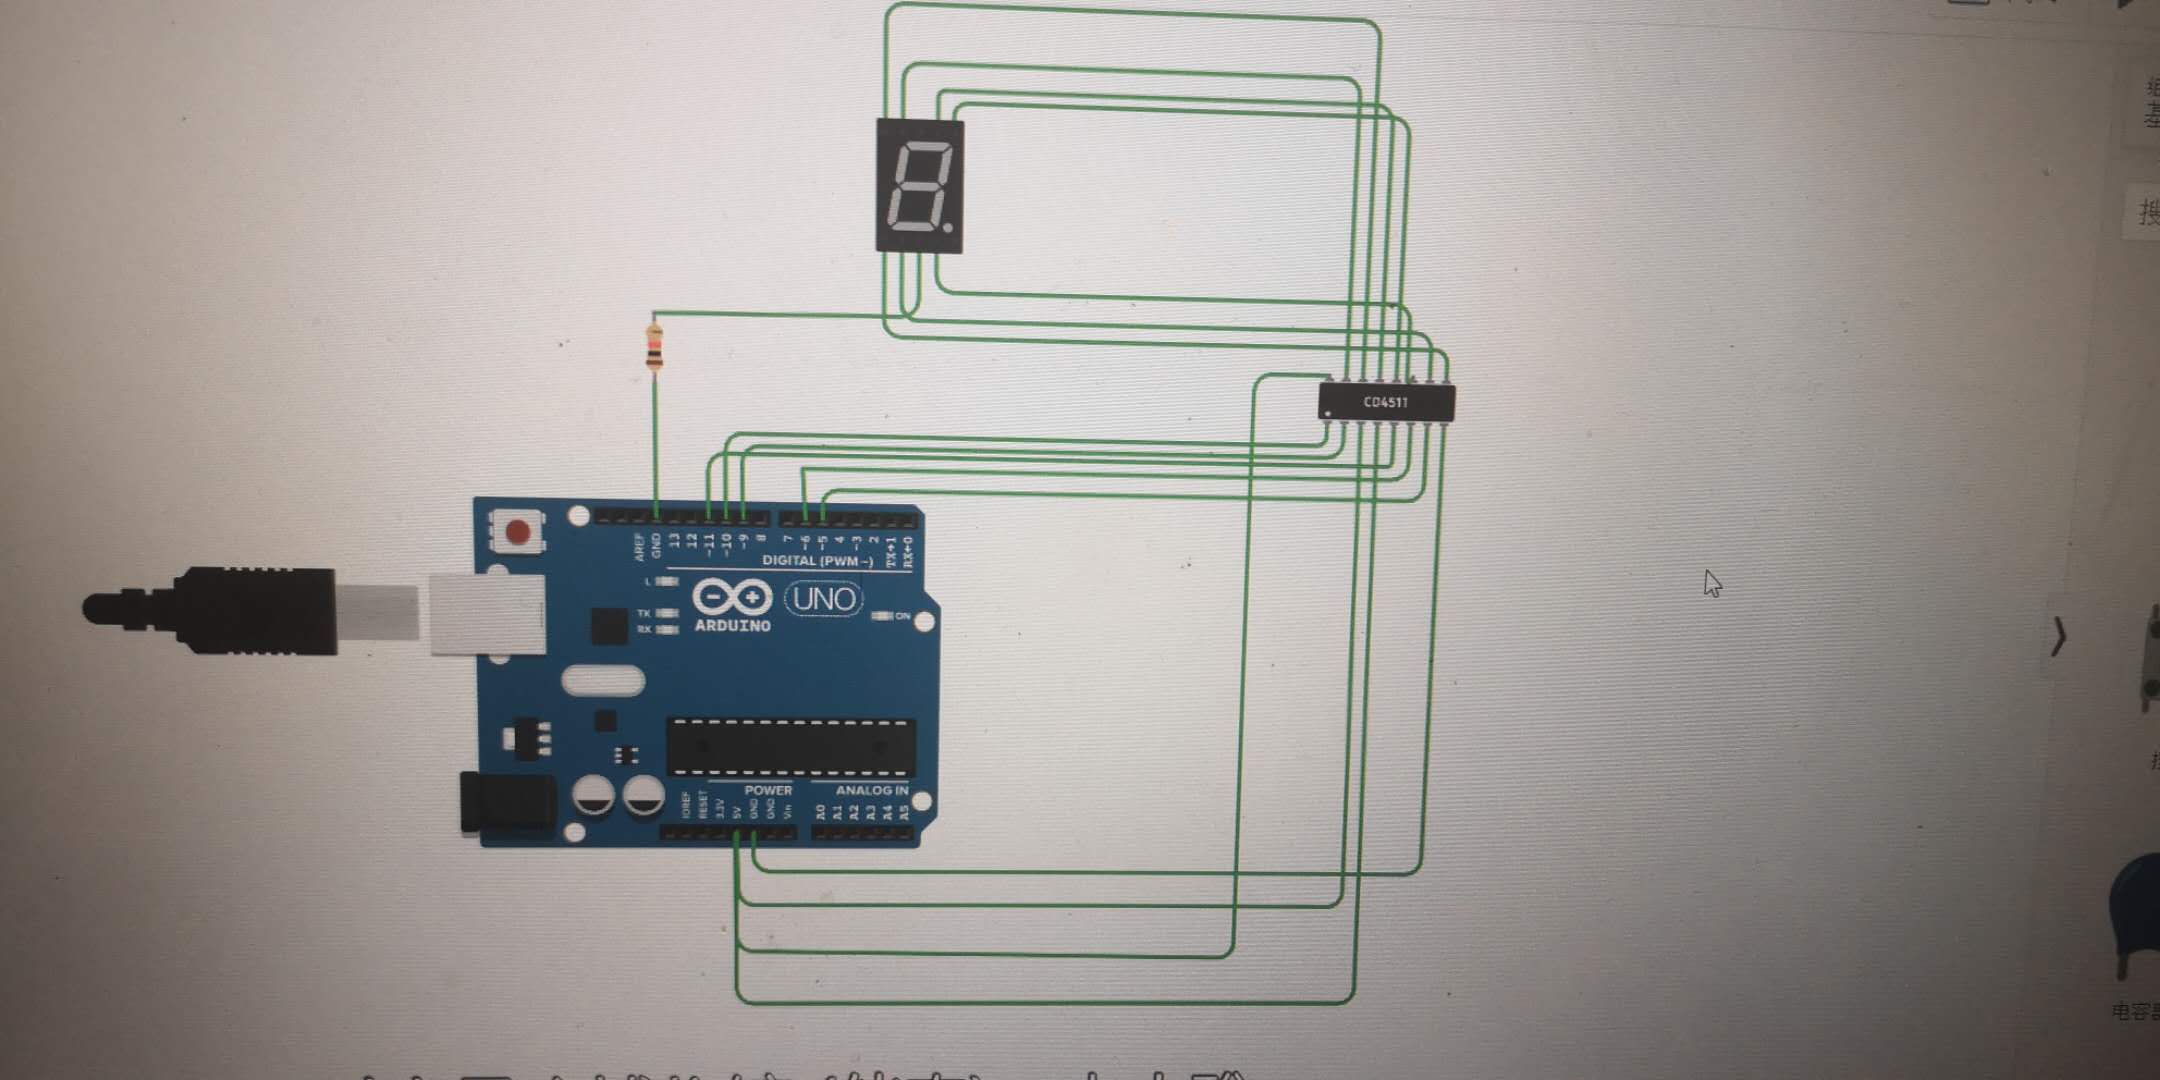 组
基
搜
CD4511
AREF
GND
13
12
~11
~10
~9
8
7
~6
~5
4
~3
2
TX→1
RX←0
DIGITAL (PWM~)
L
TX
RX
ARDUINO
UNO
ON
POWER
ANALOG IN
IOREF
RESET
3.3V
5V
GND
GND
Vin
A0
A1
A2
A3
A4
A5
电容器